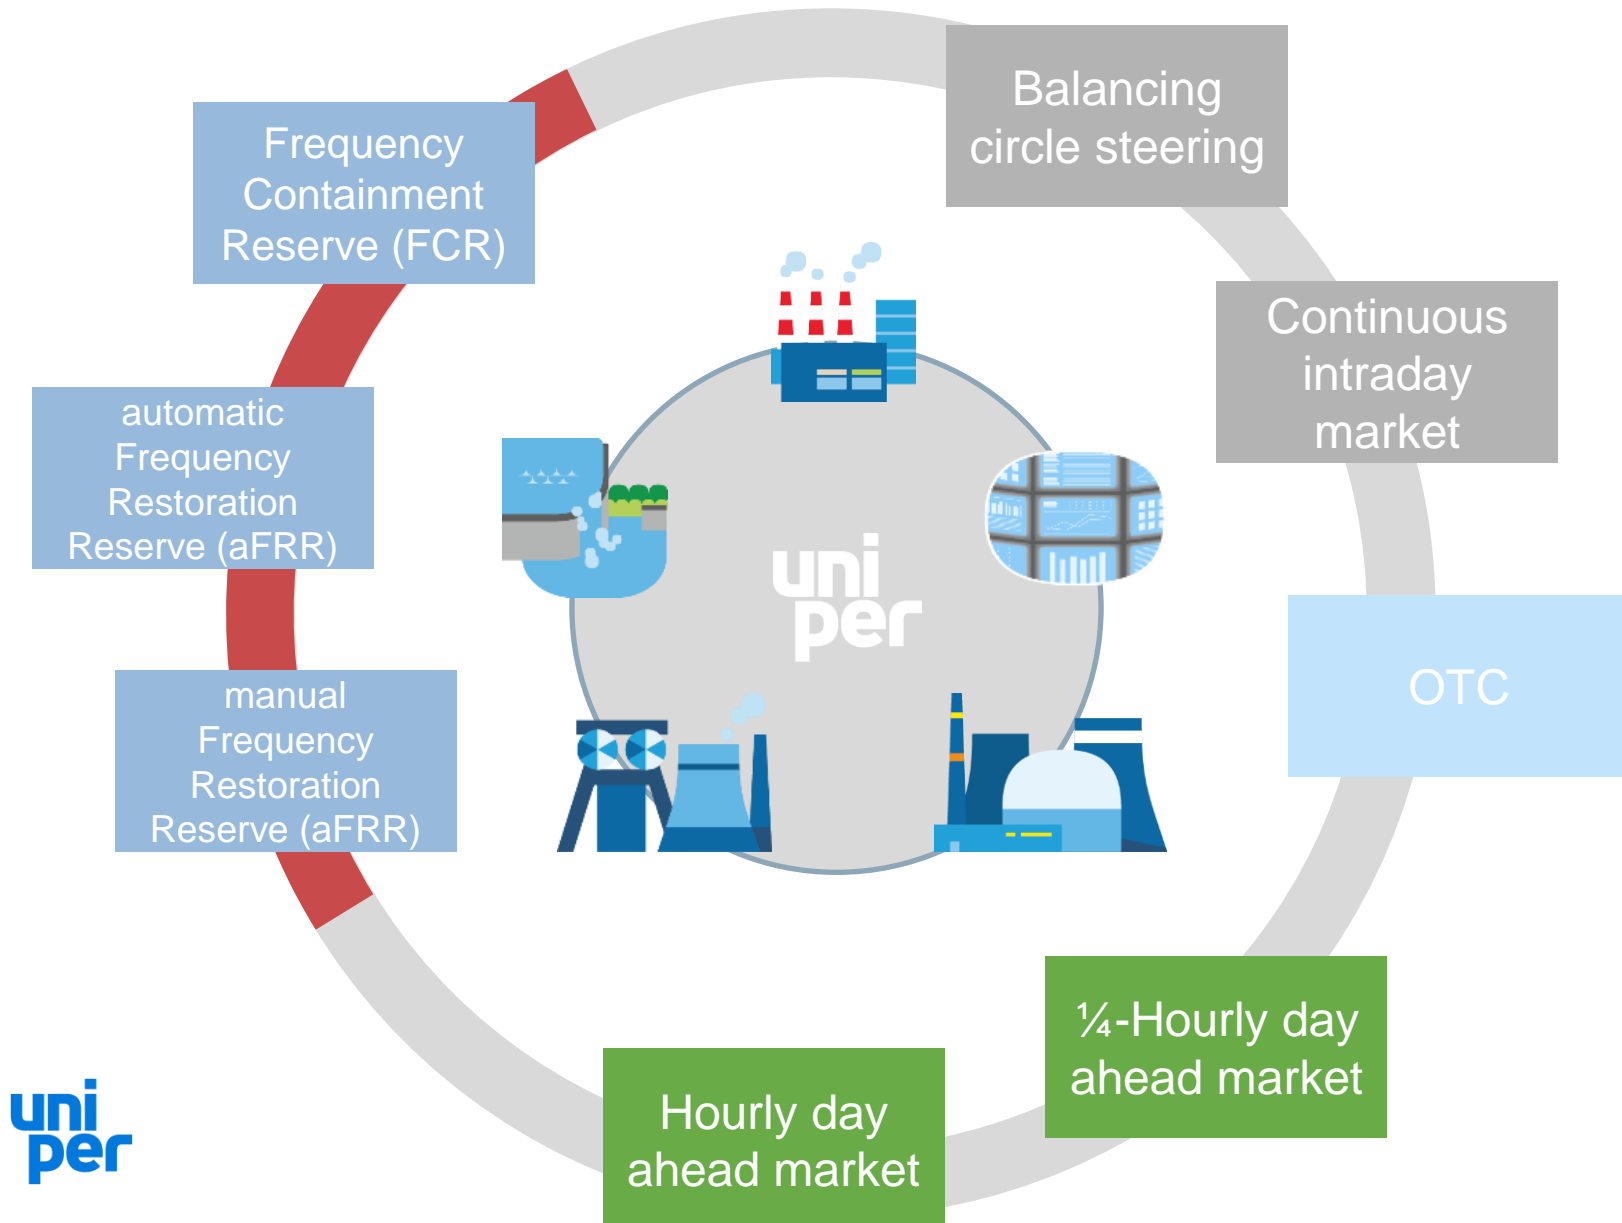 Balancing
circle steering
Frequency
Containment
Reserve (FCR)
Continuous
intraday
market
automatic
Frequency
Restoration
Reserve (aFRR)
uni
per
OTC
manual
Frequency
Restoration
Reserve (aFRR)
¼-Hourly day
ahead market
Hourly day
ahead market
uni
per